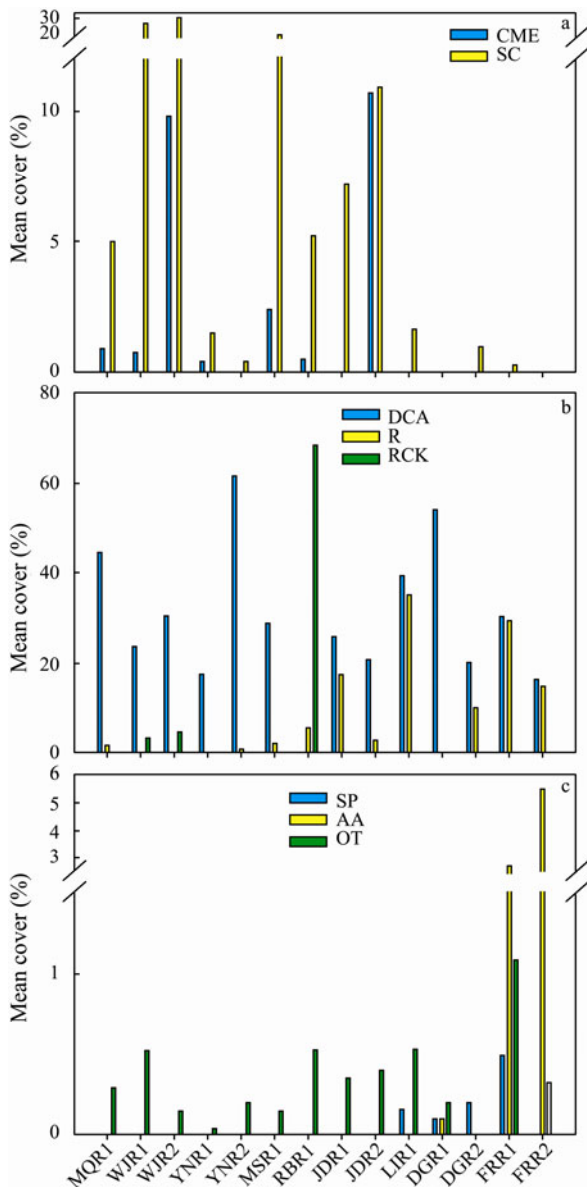 a
30
20
10
5
0
Mean cover (%)
CME
SC
b
80
60
40
20
0
Mean cover (%)
DCA
R
RCK
c
6
5
4
3
1
0
Mean cover (%)
SP
AA
OT
MQR1
WJR1
WJR2
YNR1
YNR2
MSR1
RBR1
JDR1
JDR2
LIR1
DGR1
DGR2
FRR1
FRR2